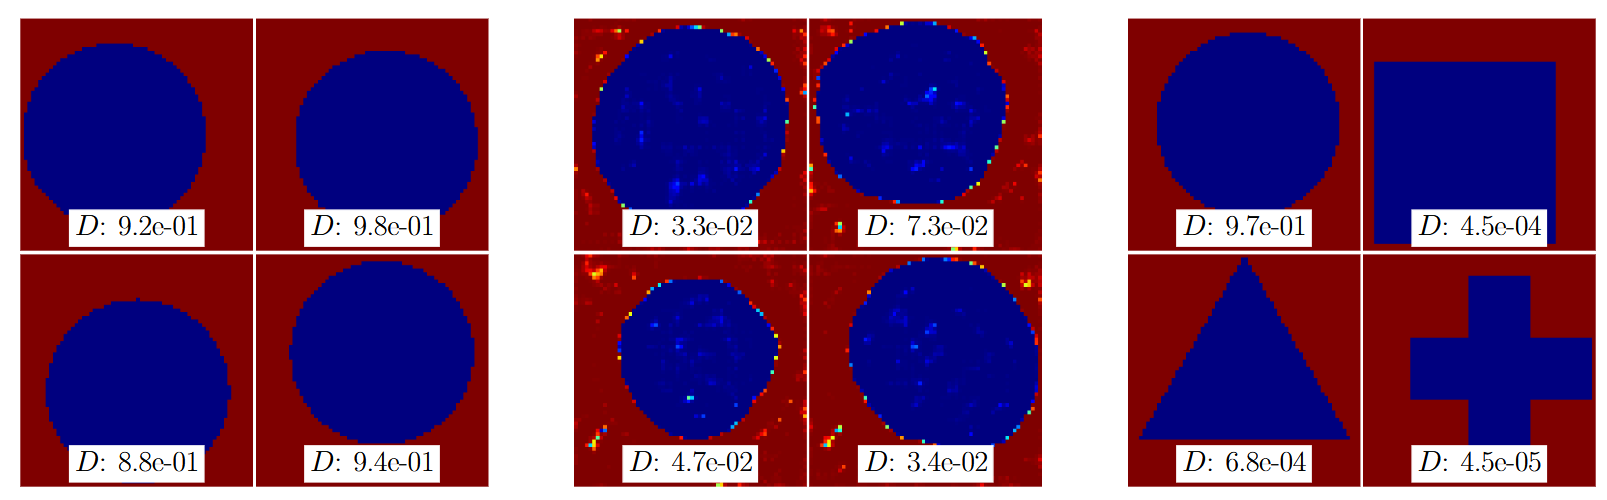 D: 9.2e-01
D: 9.8e-01
D: 8.8e-01
D: 9.4e-01
D: 3.3e-02
D: 7.3e-02
D: 4.7e-02
D: 3.4e-02
D: 9.7e-01
D: 4.5e-04
D: 6.8e-04
D: 4.5e-05